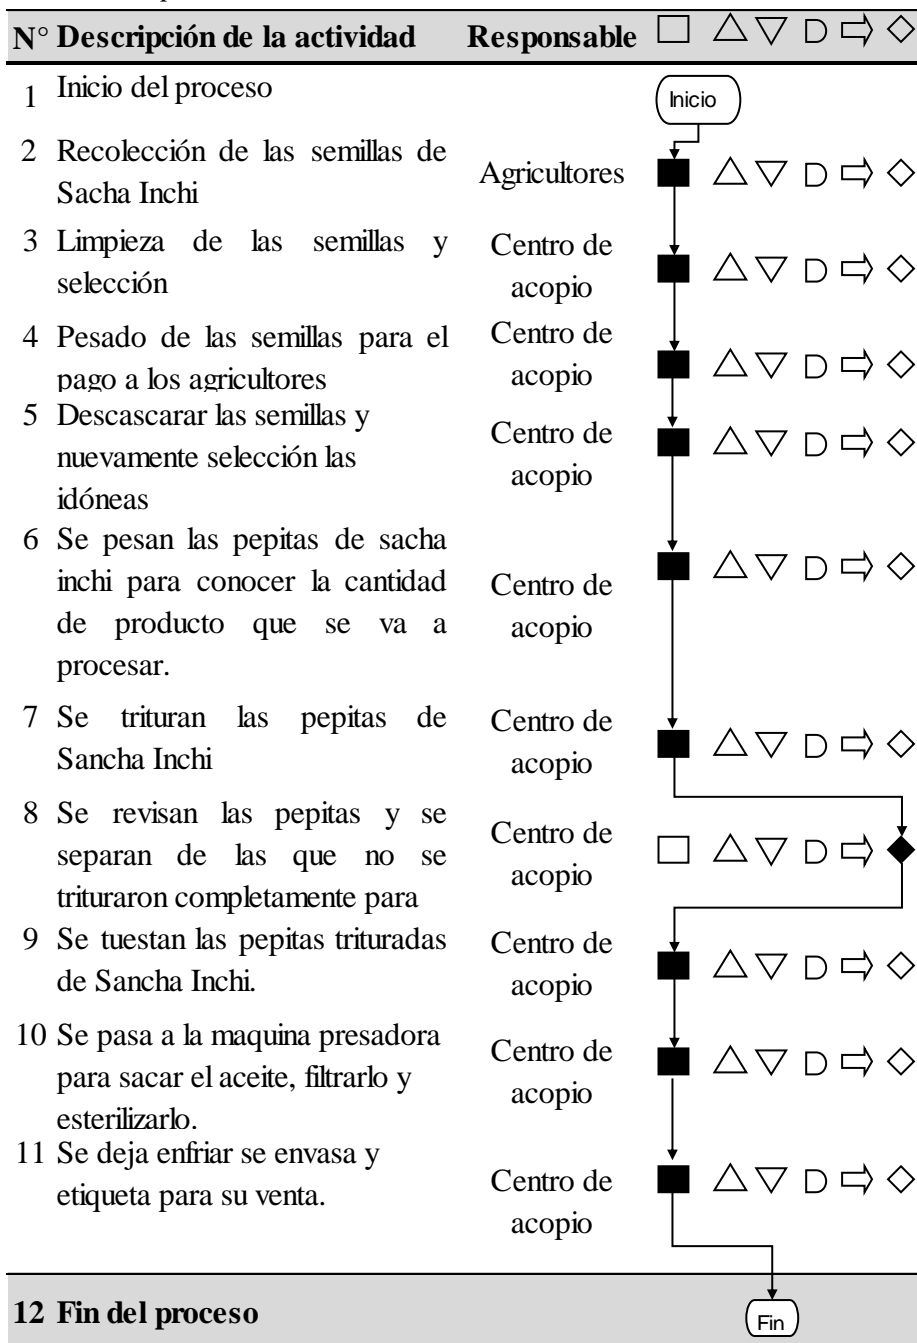 N° Descripción de la actividad Responsable
1 Inicio del proceso
Inicio
2 Recolección de las semillas de
Sacha Inchi
Agricultores
3 Limpieza de las semillas y
selección
Centro de
acopio
4 Pesado de las semillas para el
pago a los agricultores
Centro de
acopio
5 Descascarar las semillas y
nuevamente selección las
idóneas
Centro de
acopio
6 Se pesan las pepitas de sacha
inchi para conocer la cantidad
de producto que se va a
procesar.
Centro de
acopio
7 Se trituran las pepitas de
Sancha Inchi
Centro de
acopio
8 Se revisan las pepitas y se
separan de las que no se
trituraron completamente para
Centro de
acopio
9 Se tuestan las pepitas trituradas
de Sancha Inchi.
Centro de
acopio
10 Se pasa a la maquina presadora
para sacar el aceite, filtrarlo y
esterilizarlo.
Centro de
acopio
11 Se deja enfriar se envasa y
etiqueta para su venta.
Centro de
acopio
12 Fin del proceso
Fin